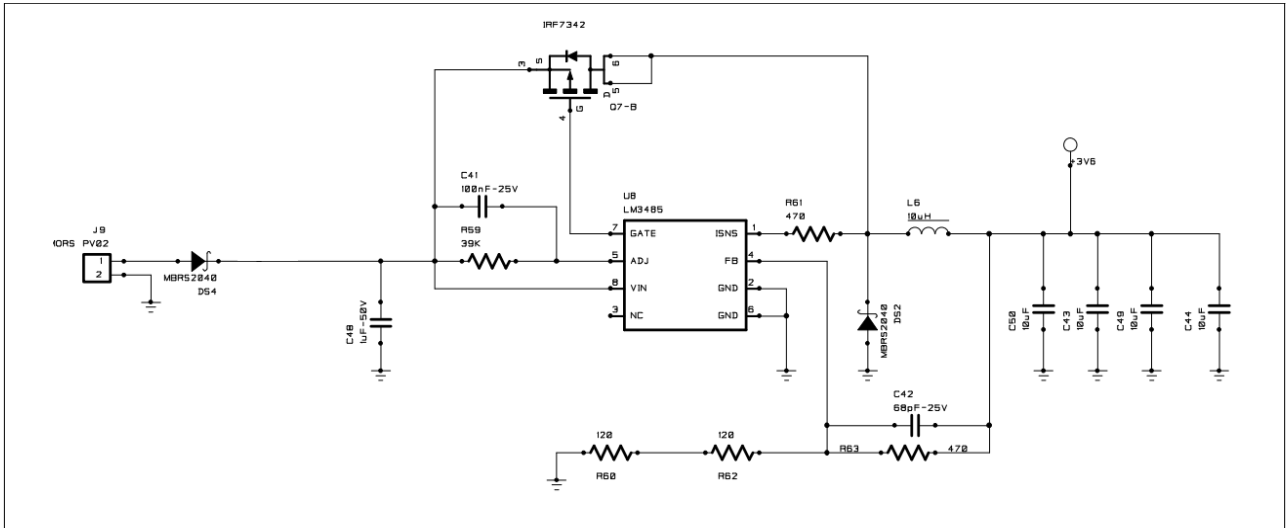 IRF7342
3
S
6
5
D
G
4
Q7-B
C41
100nF-25V
R59
39K
U8
LM3485
7 GATE
5 ADJ
8 VIN
3 NC
ISNS 1
FB 4
GND 2
GND 6
R61
470
L6
10uH
+3V6
J9
MORS PV02
1
2
MBRS2040
DS4
C48
1uF-50V
MBRS2040
DS2
C50
10uF
C43
10uF
C49
10uF
C44
10uF
C42
68pF-25V
R63
470
120
R60
120
R62